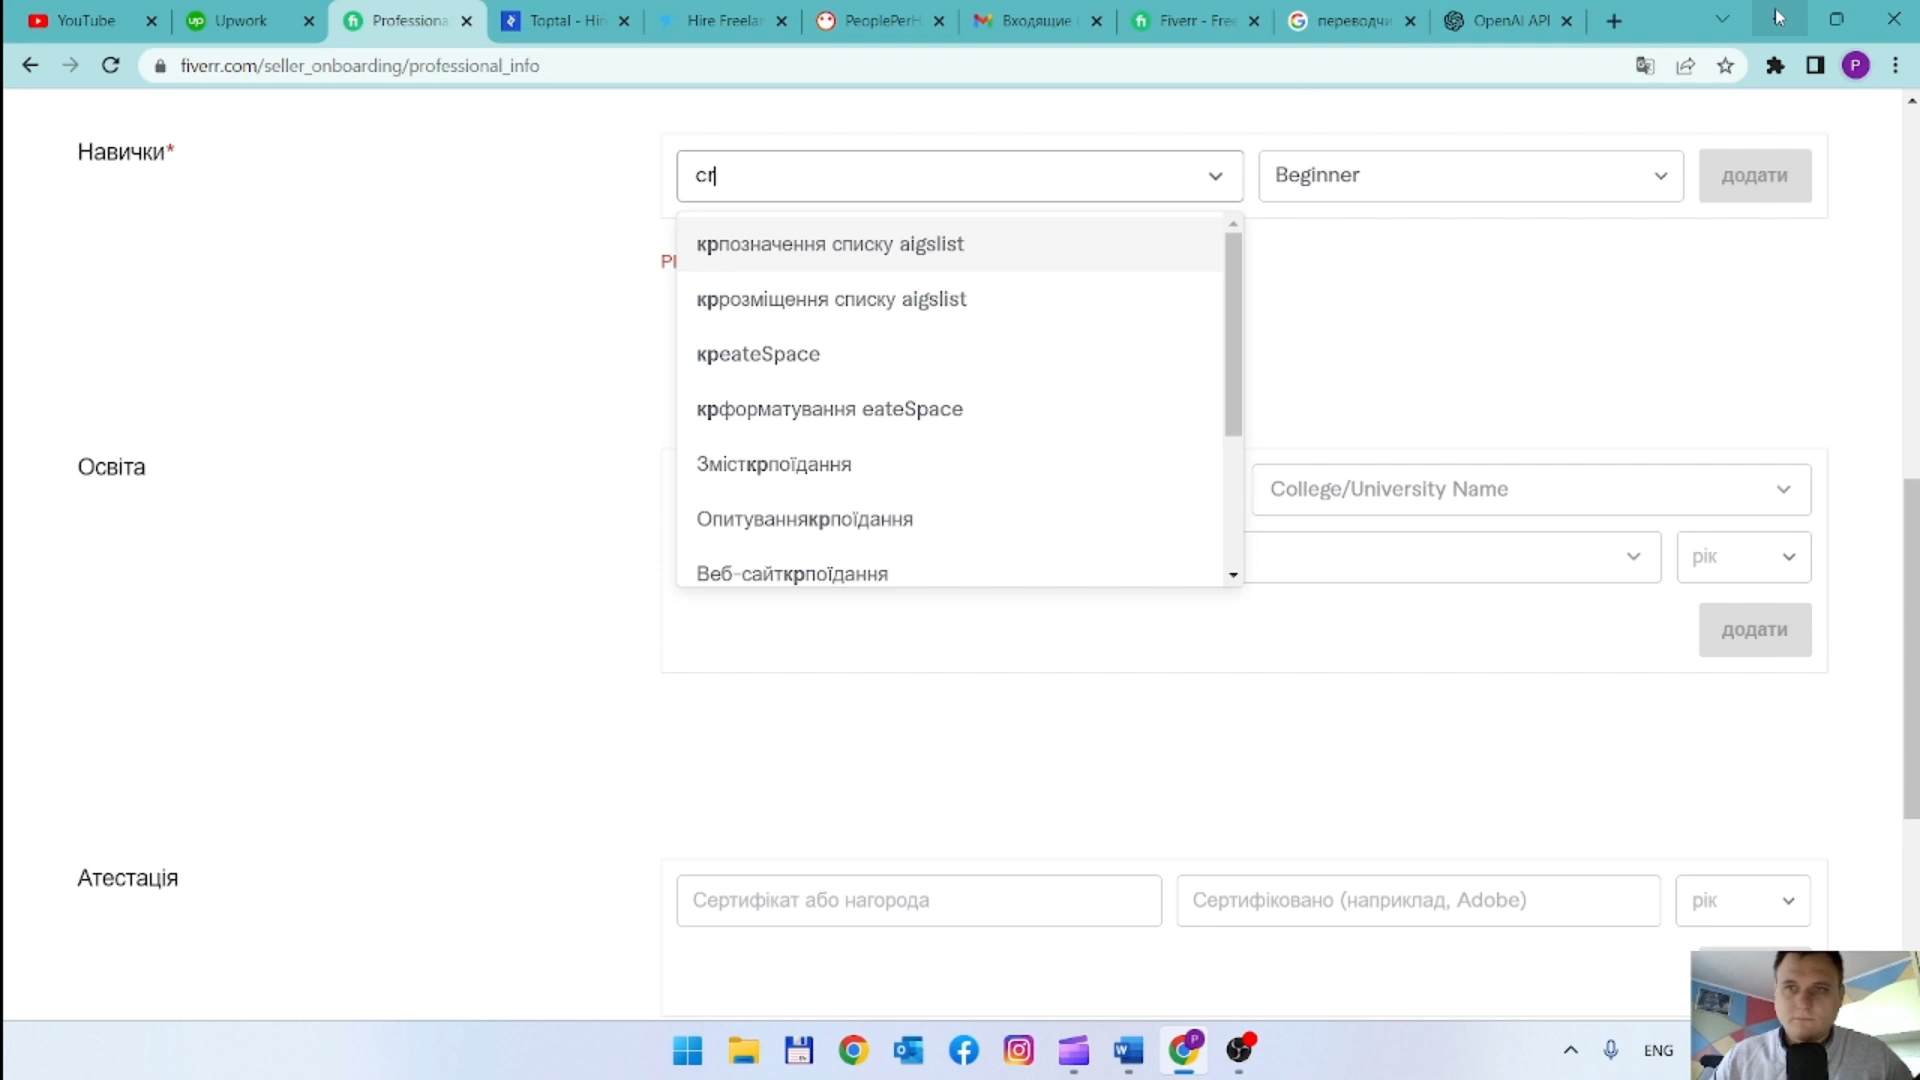 YouTube
Upwork
Professiona
Toptal - Hir
Hire Freelar
PeoplePerH
Входящие
Fiverr - Free
переводчи
OpenAI API
fiverr.com/seller_onboarding/professional_info
P
Навички*
cr
Beginner
додати
крпозначення списку aigslist
кррозміщення списку aigslist
креateSpace
крформатування eateSpace
Змісткрпоїдання
Опитуваннякрпоїдання
Веб-сайткрпоїдання
Освіта
College/University Name
рік
додати
Атестація
Сертифікат або нагорода
Сертифіковано (наприклад, Adobe)
рік
ENG